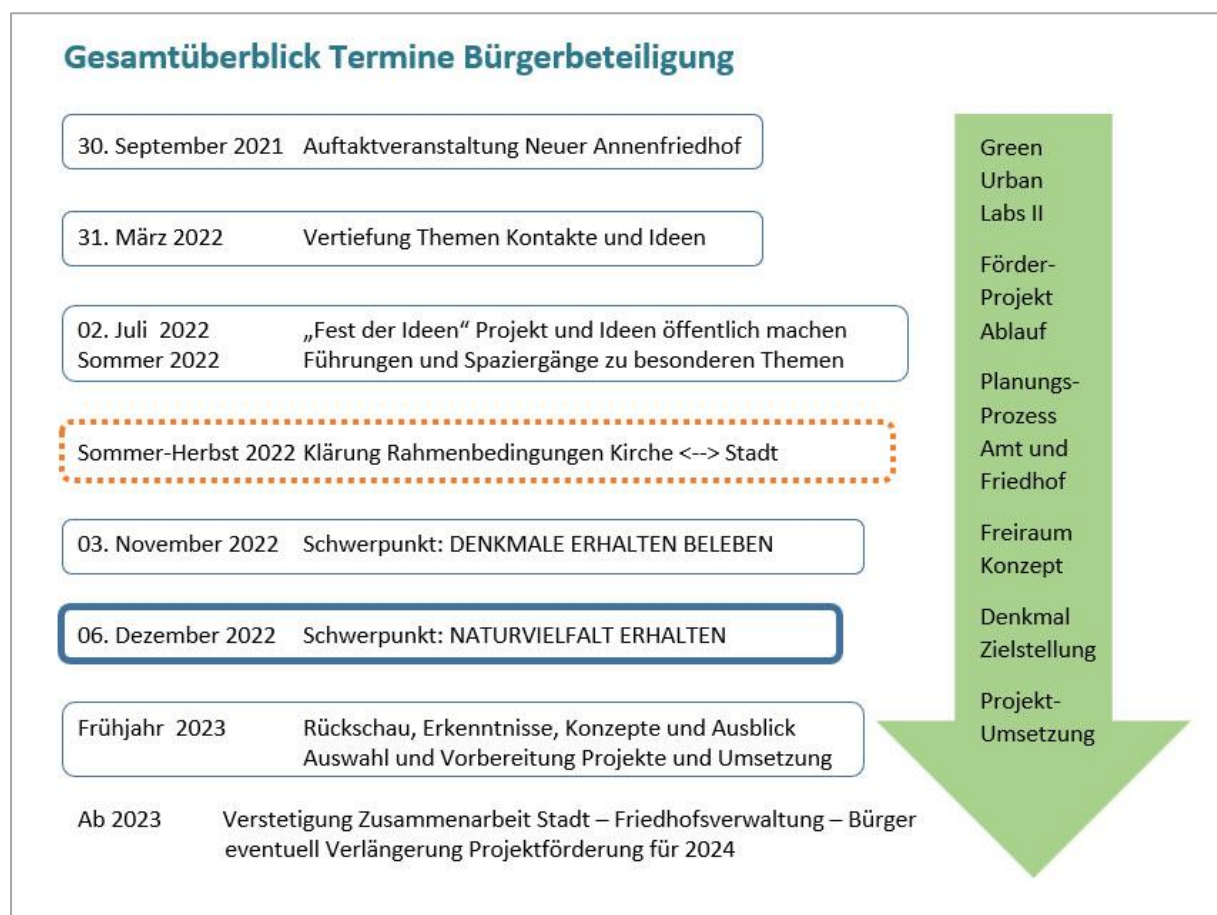 Gesamtüberblick Termine Bürgerbeteiligung
30. September 2021 Auftaktveranstaltung Neuer Annenfriedhof
31. März 2022 Vertiefung Themen Kontakte und Ideen
02. Juli 2022 „Fest der Ideen“ Projekt und Ideen öffentlich machen
Sommer 2022 Führungen und Spaziergänge zu besonderen Themen
Sommer-Herbst 2022 Klärung Rahmenbedingungen Kirche <--> Stadt
03. November 2022 Schwerpunkt: DENKMALE ERHALTEN BELEBEN
06. Dezember 2022 Schwerpunkt: NATURVIELFALT ERHALTEN
Frühjahr 2023 Rückschau, Erkenntnisse, Konzepte und Ausblick
Auswahl und Vorbereitung Projekte und Umsetzung
Ab 2023 Verstetigung Zusammenarbeit Stadt – Friedhofsverwaltung – Bürger
eventuell Verlängerung Projektförderung für 2024
Green
Urban
Labs II
Förder-
Projekt
Ablauf
Planungs-
Prozess
Amt und
Friedhof
Freiraum
Konzept
Denkmal
Zielstellung
Projekt-
Umsetzung